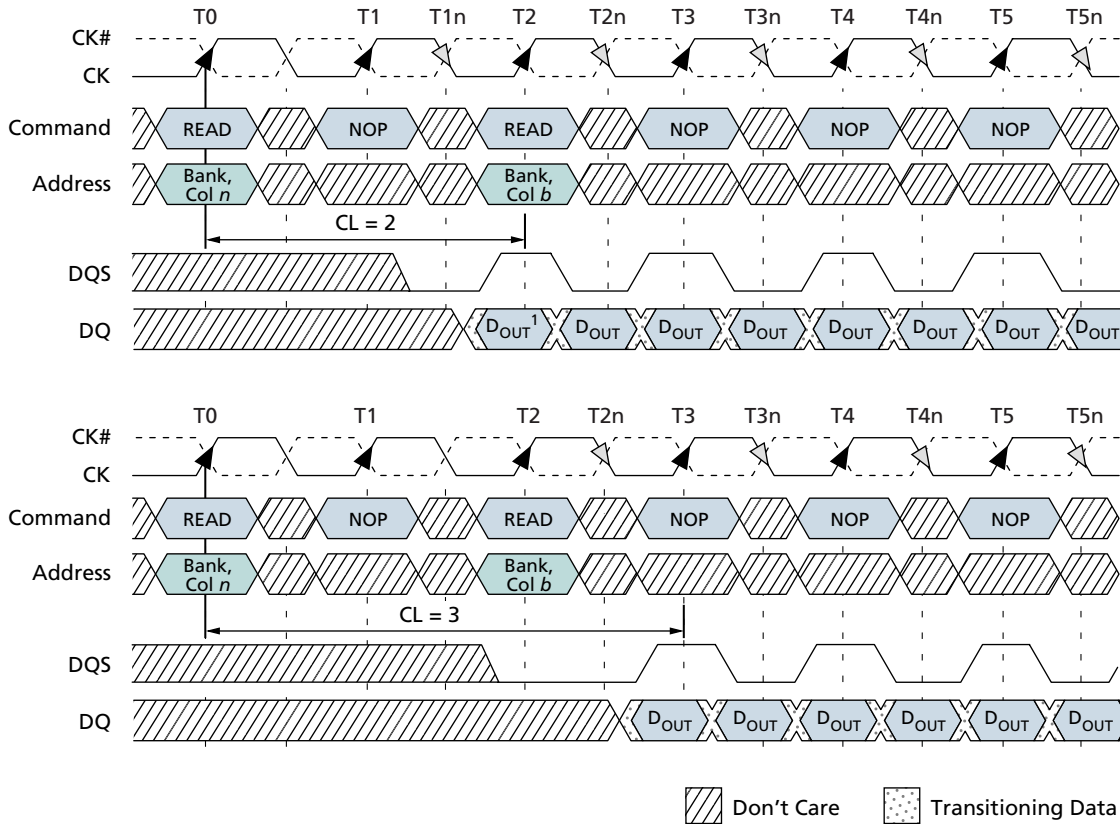 T0 T1 T1n T2 T2n T3 T3n T4 T4n T5 T5n
CK#
CK
Command READ NOP READ NOP NOP NOP
Address Bank, Col n Bank, Col b
CL = 2
DQS
DQ DOUT1 DOUT DOUT DOUT DOUT DOUT DOUT DOUT
T0 T1 T2 T2n T3 T3n T4 T4n T5 T5n
CK#
CK
Command READ NOP READ NOP NOP NOP
Address Bank, Col n Bank, Col b
CL = 3
DQS
DQ DOUT DOUT DOUT DOUT DOUT DOUT
Don't Care Transitioning Data